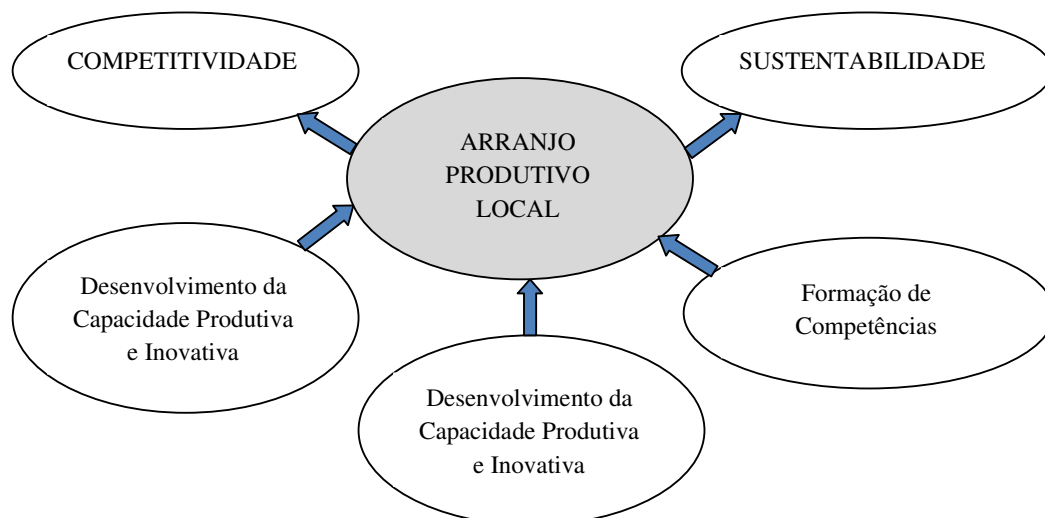 COMPETITIVIDADE
SUSTENTABILIDADE
ARRANJO
PRODUTIVO
LOCAL
Desenvolvimento da
Capacidade Produtiva
e Inovativa
Desenvolvimento da
Capacidade Produtiva
e Inovativa
Formação de
Competências